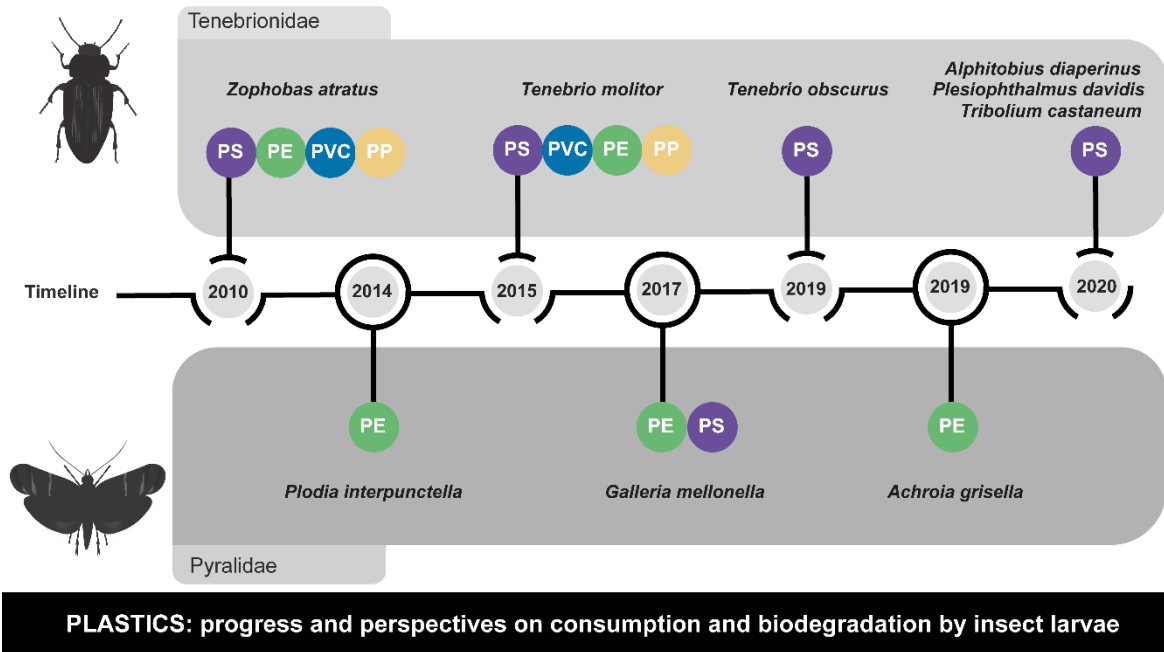 Tenebrionidae
Zophobas atratus
Tenebrio molitor
Tenebrio obscurus
Alphitobius diaperinus
Plesiophthalmus davidis
Tribolium castaneum
PS PE PVC PP
PS PVC PE PP
PS
PS
Timeline
2010
2014
2015
2017
2019
2019
2020
PE
PE PS
PE
Plodia interpunctella
Galleria mellonella
Achroia grisella
Pyralidae
PLASTICS: progress and perspectives on consumption and biodegradation by insect larvae